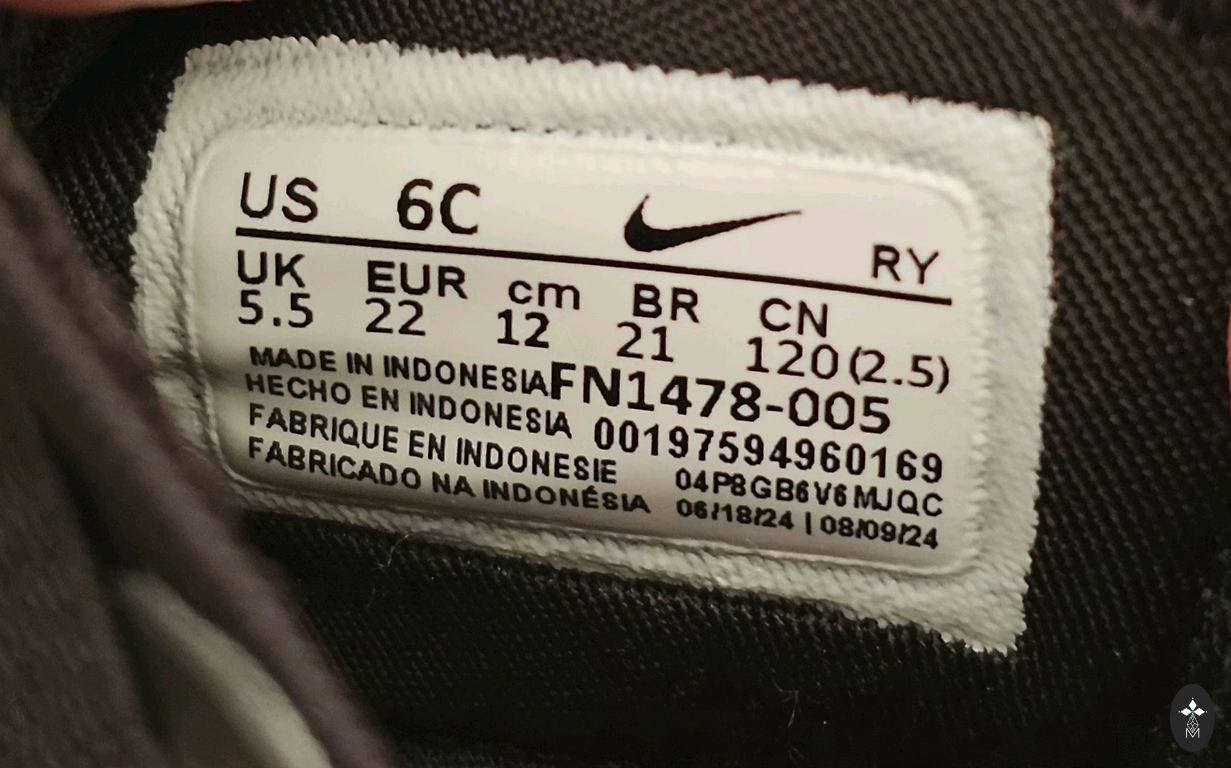 US 6C RY
UK EUR cm BR CN
5.5 22 12 21 120(2.5)
MADE IN INDONESIA FN1478-005
HECHO EN INDONESIA 00197594960169
FABRIQUE EN INDONESIE 04P8GB6V6MJQC
FABRICADO NA INDONÉSIA 06/18/24 | 08/09/24
M